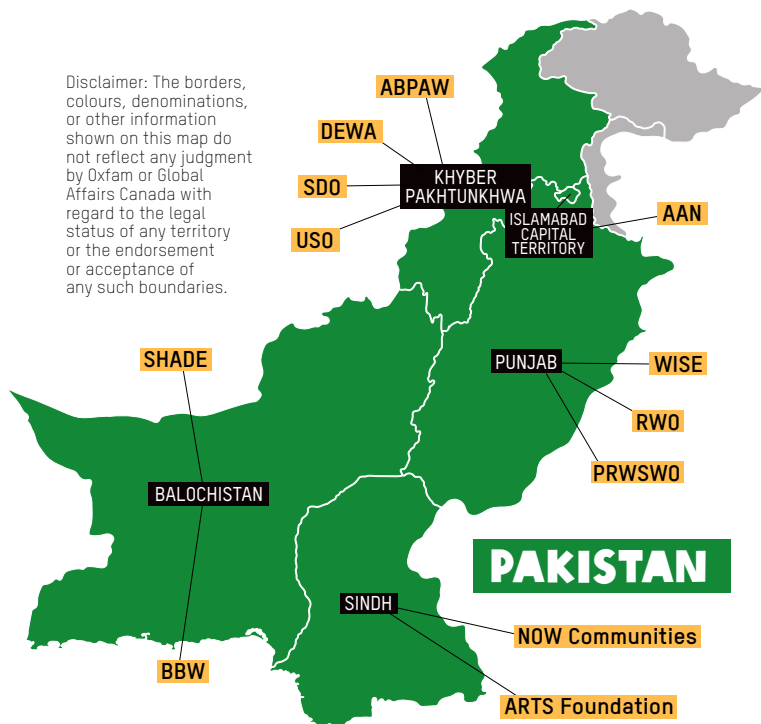 Disclaimer: The borders,
colours, denominations,
or other information
shown on this map do
not reflect any judgment
by Oxfam or Global
Affairs Canada with
regard to the legal
status of any territory
or the endorsement
or acceptance of
any such boundaries.
ABPAW
DEWA
SDO
USO
KHYBER
PAKHTUNKHWA
ISLAMABAD
CAPITAL
TERRITORY
AAN
SHADE
PUNJAB
WISE
RWO
PRWSWO
BALOCHISTAN
PAKISTAN
SINDH
NOW Communities
BBW
ARTS Foundation